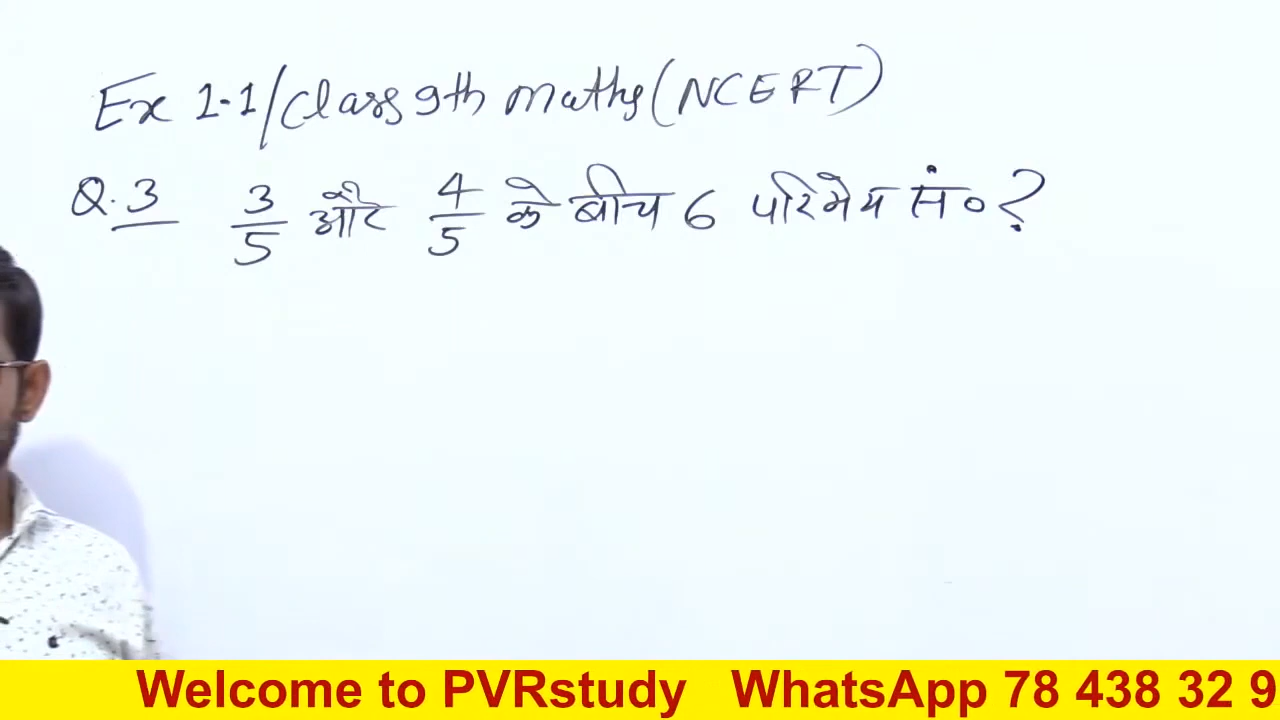 Ex 1.1/Class 9th maths (NCERT)
Q.3 3/5 और 4/5 के बीच 6 परिमेय सं० ?
Welcome to PVRstudy WhatsApp 78 438 32 9